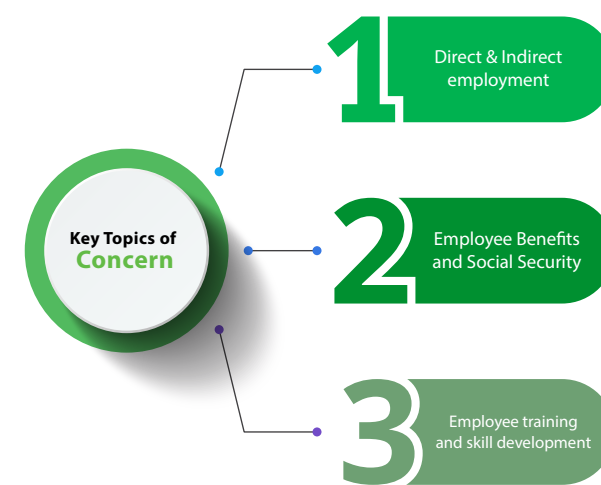 Key Topics of
Concern
1
Direct & Indirect
employment
2
Employee Benefits
and Social Security
3
Employee training
and skill development